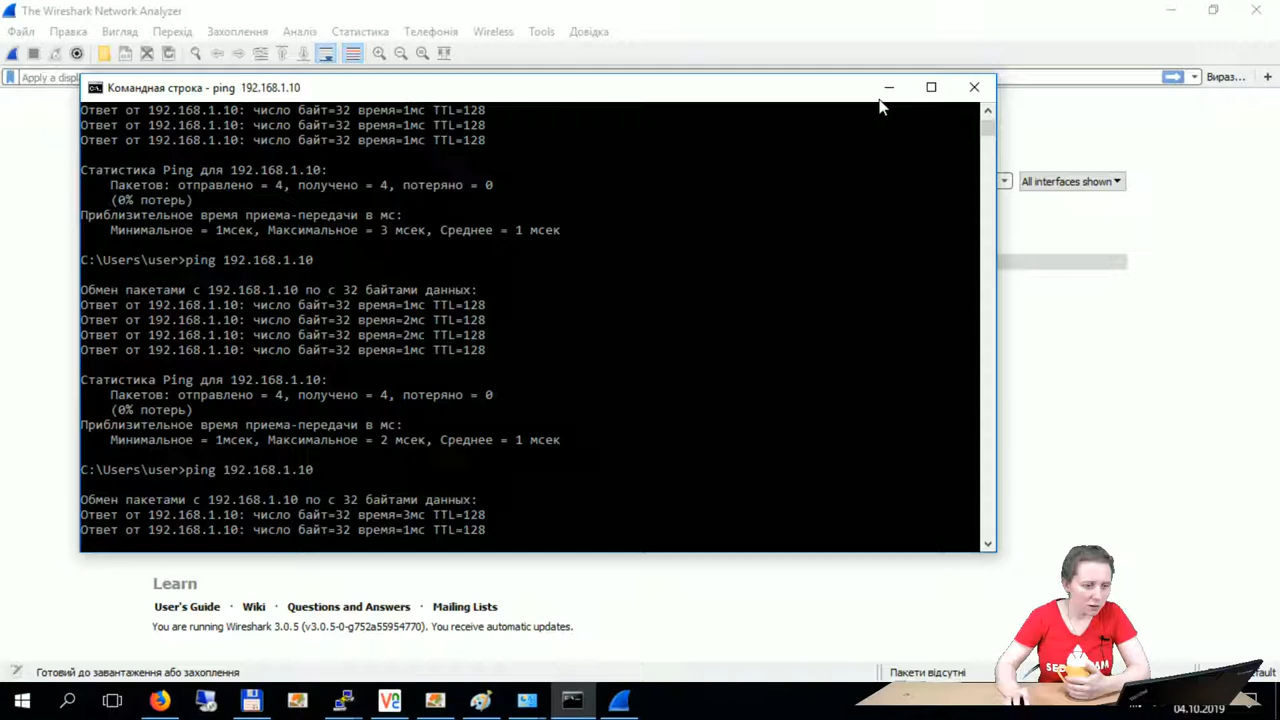 The Wireshark Network Analyzer
Файл Правка Вигляд Перехід Захоплення Аналіз Статистика Телефонія Wireless Tools Довідка
Apply a displ
Вираз...
Командная строка - ping 192.168.1.10
Ответ от 192.168.1.10: число байт=32 время=1мс TTL=128
Ответ от 192.168.1.10: число байт=32 время=1мс TTL=128
Ответ от 192.168.1.10: число байт=32 время=1мс TTL=128
All interfaces shown
Статистика Ping для 192.168.1.10:
Пакетов: отправлено = 4, получено = 4, потеряно = 0
(0% потерь)
Приблизительное время приема-передачи в мс:
Минимальное = 1мсек, Максимальное = 3 мсек, Среднее = 1 мсек
C:\Users\user>ping 192.168.1.10
Обмен пакетами с 192.168.1.10 по с 32 байтами данных:
Ответ от 192.168.1.10: число байт=32 время=1мс TTL=128
Ответ от 192.168.1.10: число байт=32 время=2мс TTL=128
Ответ от 192.168.1.10: число байт=32 время=2мс TTL=128
Ответ от 192.168.1.10: число байт=32 время=1мс TTL=128
Статистика Ping для 192.168.1.10:
Пакетов: отправлено = 4, получено = 4, потеряно = 0
(0% потерь)
Приблизительное время приема-передачи в мс:
Минимальное = 1мсек, Максимальное = 2 мсек, Среднее = 1 мсек
C:\Users\user>ping 192.168.1.10
Обмен пакетами с 192.168.1.10 по с 32 байтами данных:
Ответ от 192.168.1.10: число байт=32 время=3мс TTL=128
Ответ от 192.168.1.10: число байт=32 время=1мс TTL=128
Learn
User's Guide · Wiki · Questions and Answers · Mailing Lists
You are running Wireshark 3.0.5 (v3.0.5-0-g752a55954770). You receive automatic updates.
Готовий до завантаження або захоплення
Пакети відсутні
04.10.2019